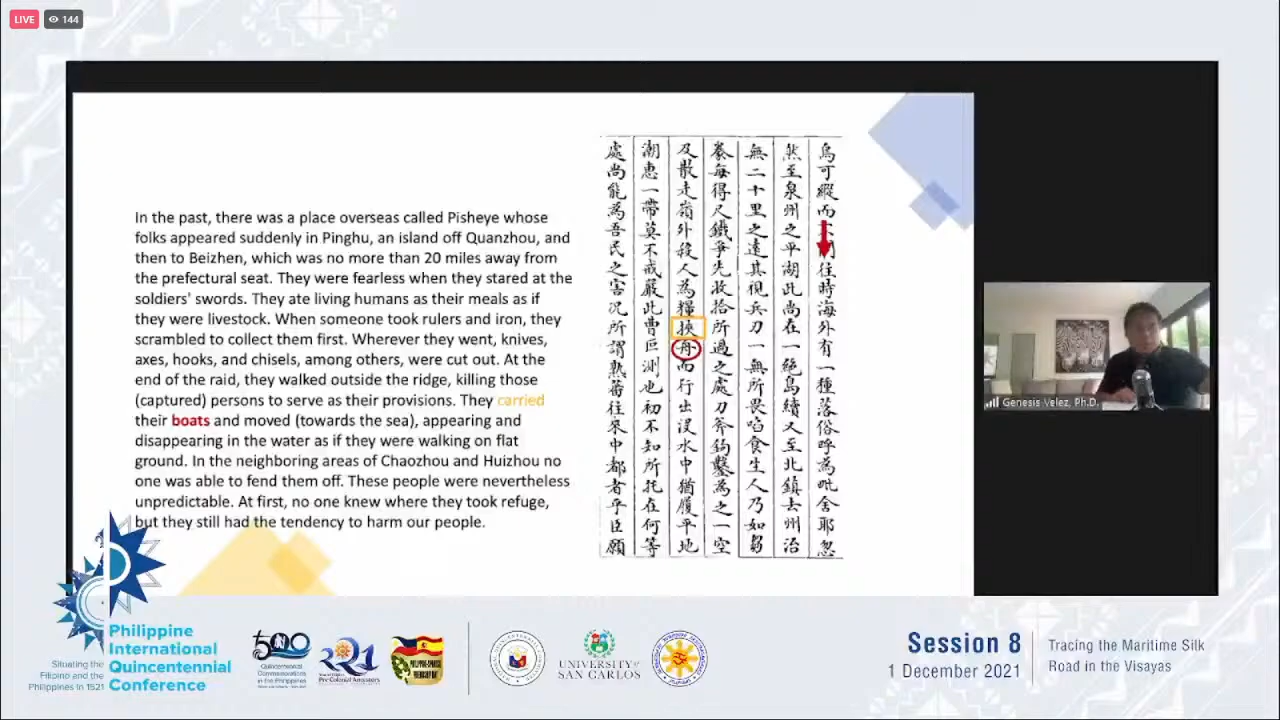 LIVE
144
In the past, there was a place overseas called Pisheye whose
folks appeared suddenly in Pinghu, an island off Quanzhou, and
then to Beizhen, which was no more than 20 miles away from
the prefectural seat. They were fearless when they stared at the
soldiers' swords. They ate living humans as their meals as if
they were livestock. When someone took rulers and iron, they
scrambled to collect them first. Wherever they went, knives,
axes, hooks, and chisels, among others, were cut out. At the
end of the raid, they walked outside the ridge, killing those
(captured) persons to serve as their provisions. They carried
their boats and moved (towards the sea), appearing and
disappearing in the water as if they were walking on flat
ground. In the neighboring areas of Chaozhou and Huizhou no
one was able to fend them off. These people were nevertheless
unpredictable. At first, no one knew where they took refuge,
but they still had the tendency to harm our people.
烏可縱而往時海外有一種落俗呼為毗舍耶忽
然至泉州之平湖此尚在一絕島續又至北鎮去州治
無二十里之遠其視兵刃一無所畏啗食生人乃如芻
豢每得尺鐵爭先收拾所過之處刀斧鉤鑿為之一空
及散走嶺外殺人為糧挾舟而行出沒水中猶履平地
潮惠一帶莫不戒嚴此曹叵測也初不知所托在何等
處尚能為吾民之害況所謂熟蕃往來中都者乎臣願
Genesis Velez, Ph.D.
Situating the
Filipino and the
Philippines in 1521
Philippine
International
Quincentennial
Conference
500
Quincentennial
Commemorations
in the Philippines
2021
Pre-Colonial Ancestors
UNIVERSITY of
SAN CARLOS
Session 8
1 December 2021
Tracing the Maritime Silk
Road in the Visayas